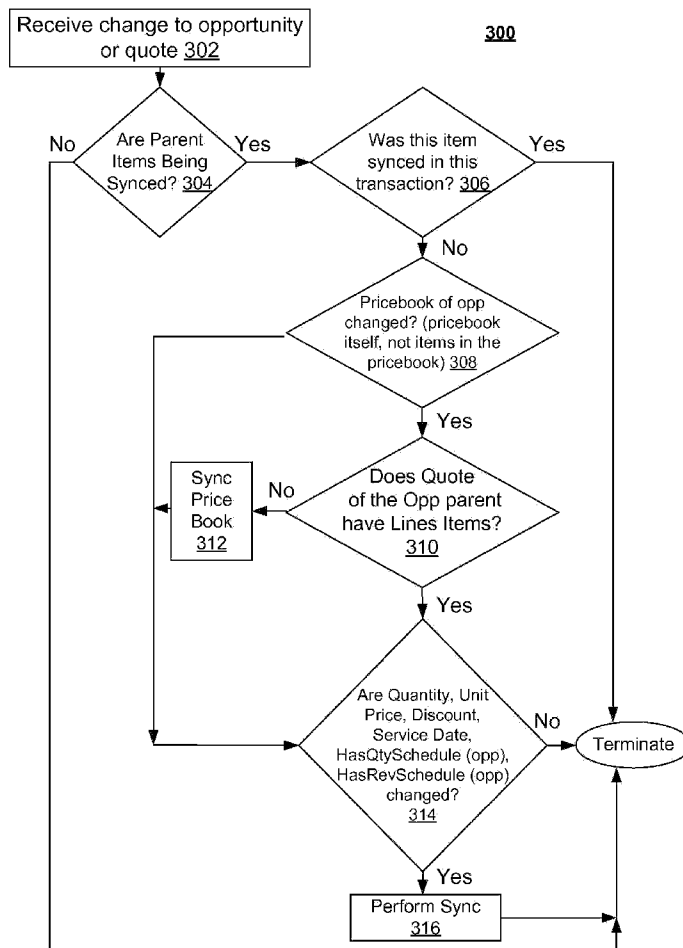 Receive change to opportunity
or quote 302
300
No
Are Parent
Items Being
Synced? 304
Yes
Was this item
synced in this
transaction? 306
Yes
No
Pricebook of opp
changed? (pricebook
itself, not items in the
pricebook) 308
Yes
Sync
Price
Book
312
No
Does Quote
of the Opp parent
have Lines Items?
310
Yes
Are Quantity, Unit
Price, Discount,
Service Date,
HasQtySchedule (opp),
HasRevSchedule (opp)
changed?
314
No
Terminate
Yes
Perform Sync
316